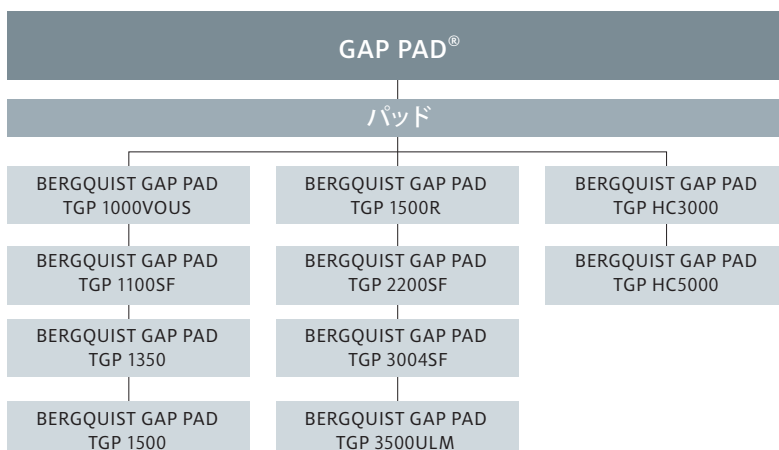 GAP PAD®
パッド
BERGQUIST GAP PAD
TGP 1000VOUS
BERGQUIST GAP PAD
TGP 1100SF
BERGQUIST GAP PAD
TGP 1350
BERGQUIST GAP PAD
TGP 1500
BERGQUIST GAP PAD
TGP 1500R
BERGQUIST GAP PAD
TGP 2200SF
BERGQUIST GAP PAD
TGP 3004SF
BERGQUIST GAP PAD
TGP 3500ULM
BERGQUIST GAP PAD
TGP HC3000
BERGQUIST GAP PAD
TGP HC5000